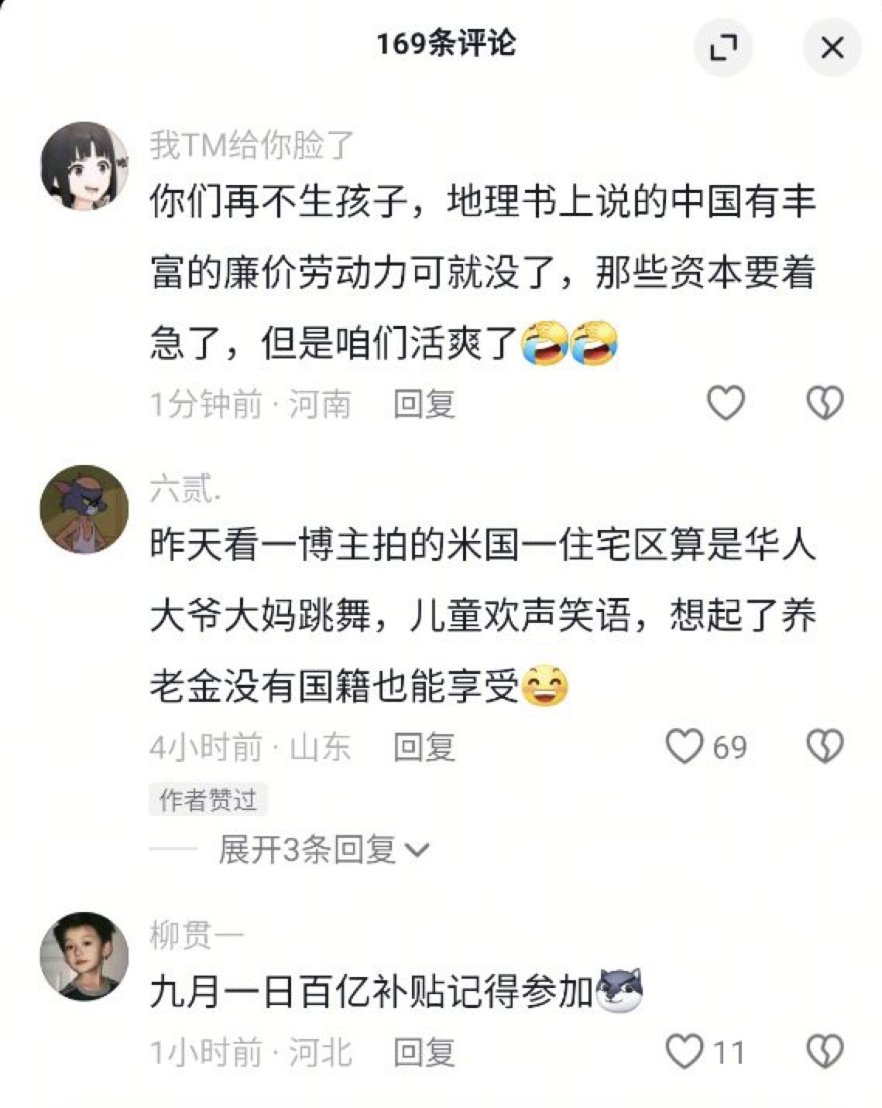 169条评论
我TM给你脸了
你们再不生孩子，地理书上说的中国有丰
富的廉价劳动力可就没了，那些资本要着
急了，但是咱们活爽了🤣🤣
1分钟前 · 河南 回复
六贰.
昨天看一博主拍的米国一住宅区算是华人
大爷大妈跳舞，儿童欢声笑语，想起了养
老金没有国籍也能享受😄
4小时前 · 山东 回复 69
作者赞过
展开3条回复
柳贯一
九月一日百亿补贴记得参加
1小时前 · 河北 回复 11